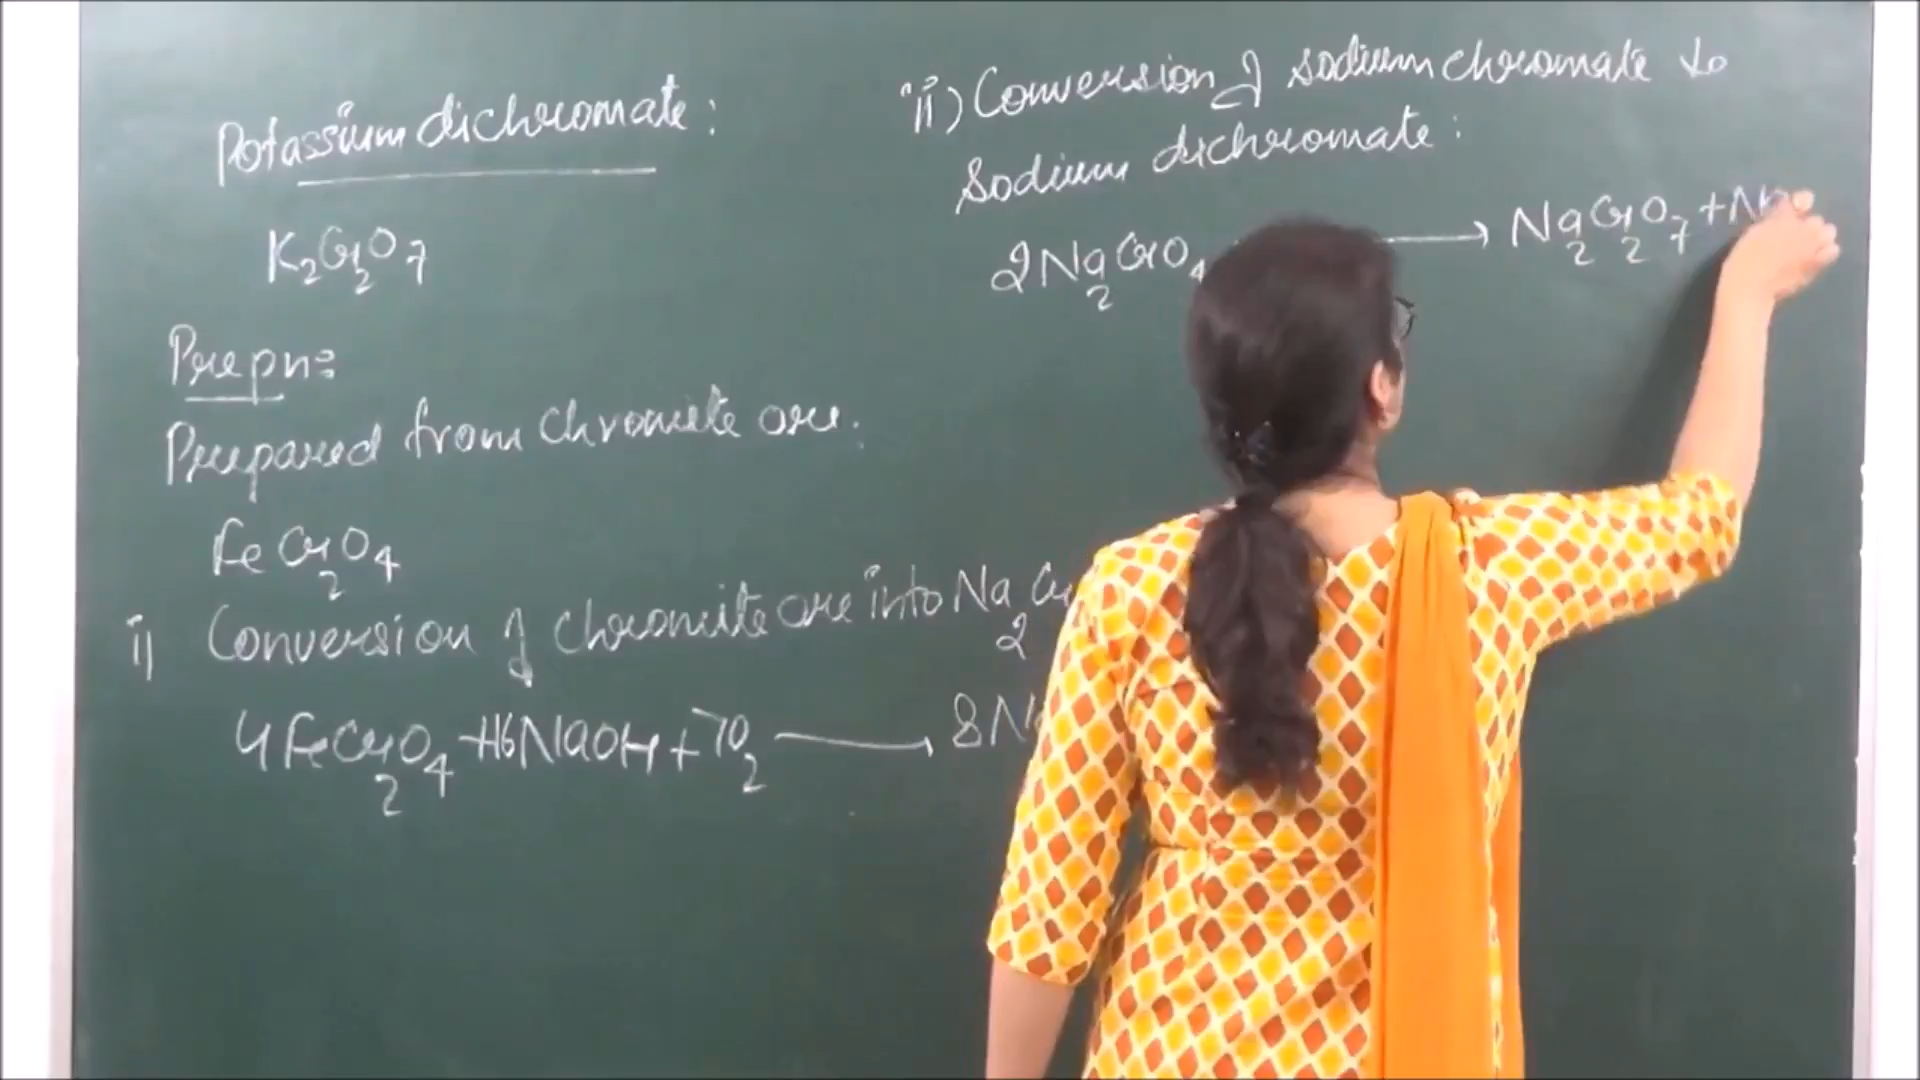 Potassium dichromate:
K2Cr2O7
Prepn:
Prepared from chromite ore.
FeCr2O4
i) Conversion of chromite ore into Na2Cr
4FeCr2O4 +16NaOH + 7O2 ⟶ 8N
ii) Conversion of sodium chromate to
Sodium dichromate:
2Na2CrO4 ⟶ Na2Cr2O7 +